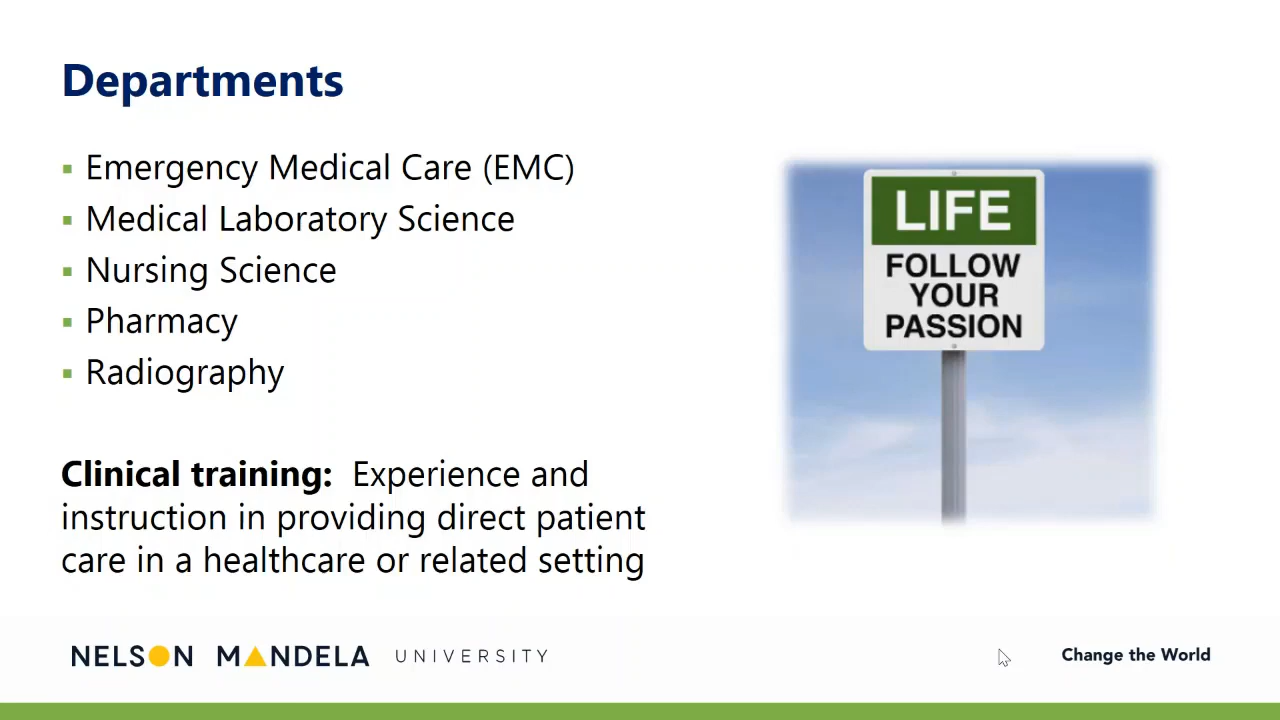 Departments
▪ Emergency Medical Care (EMC)
▪ Medical Laboratory Science
▪ Nursing Science
▪ Pharmacy
▪ Radiography
Clinical training: Experience and
instruction in providing direct patient
care in a healthcare or related setting
LIFE
FOLLOW
YOUR
PASSION
NELSON MANDELA UNIVERSITY
Change the World